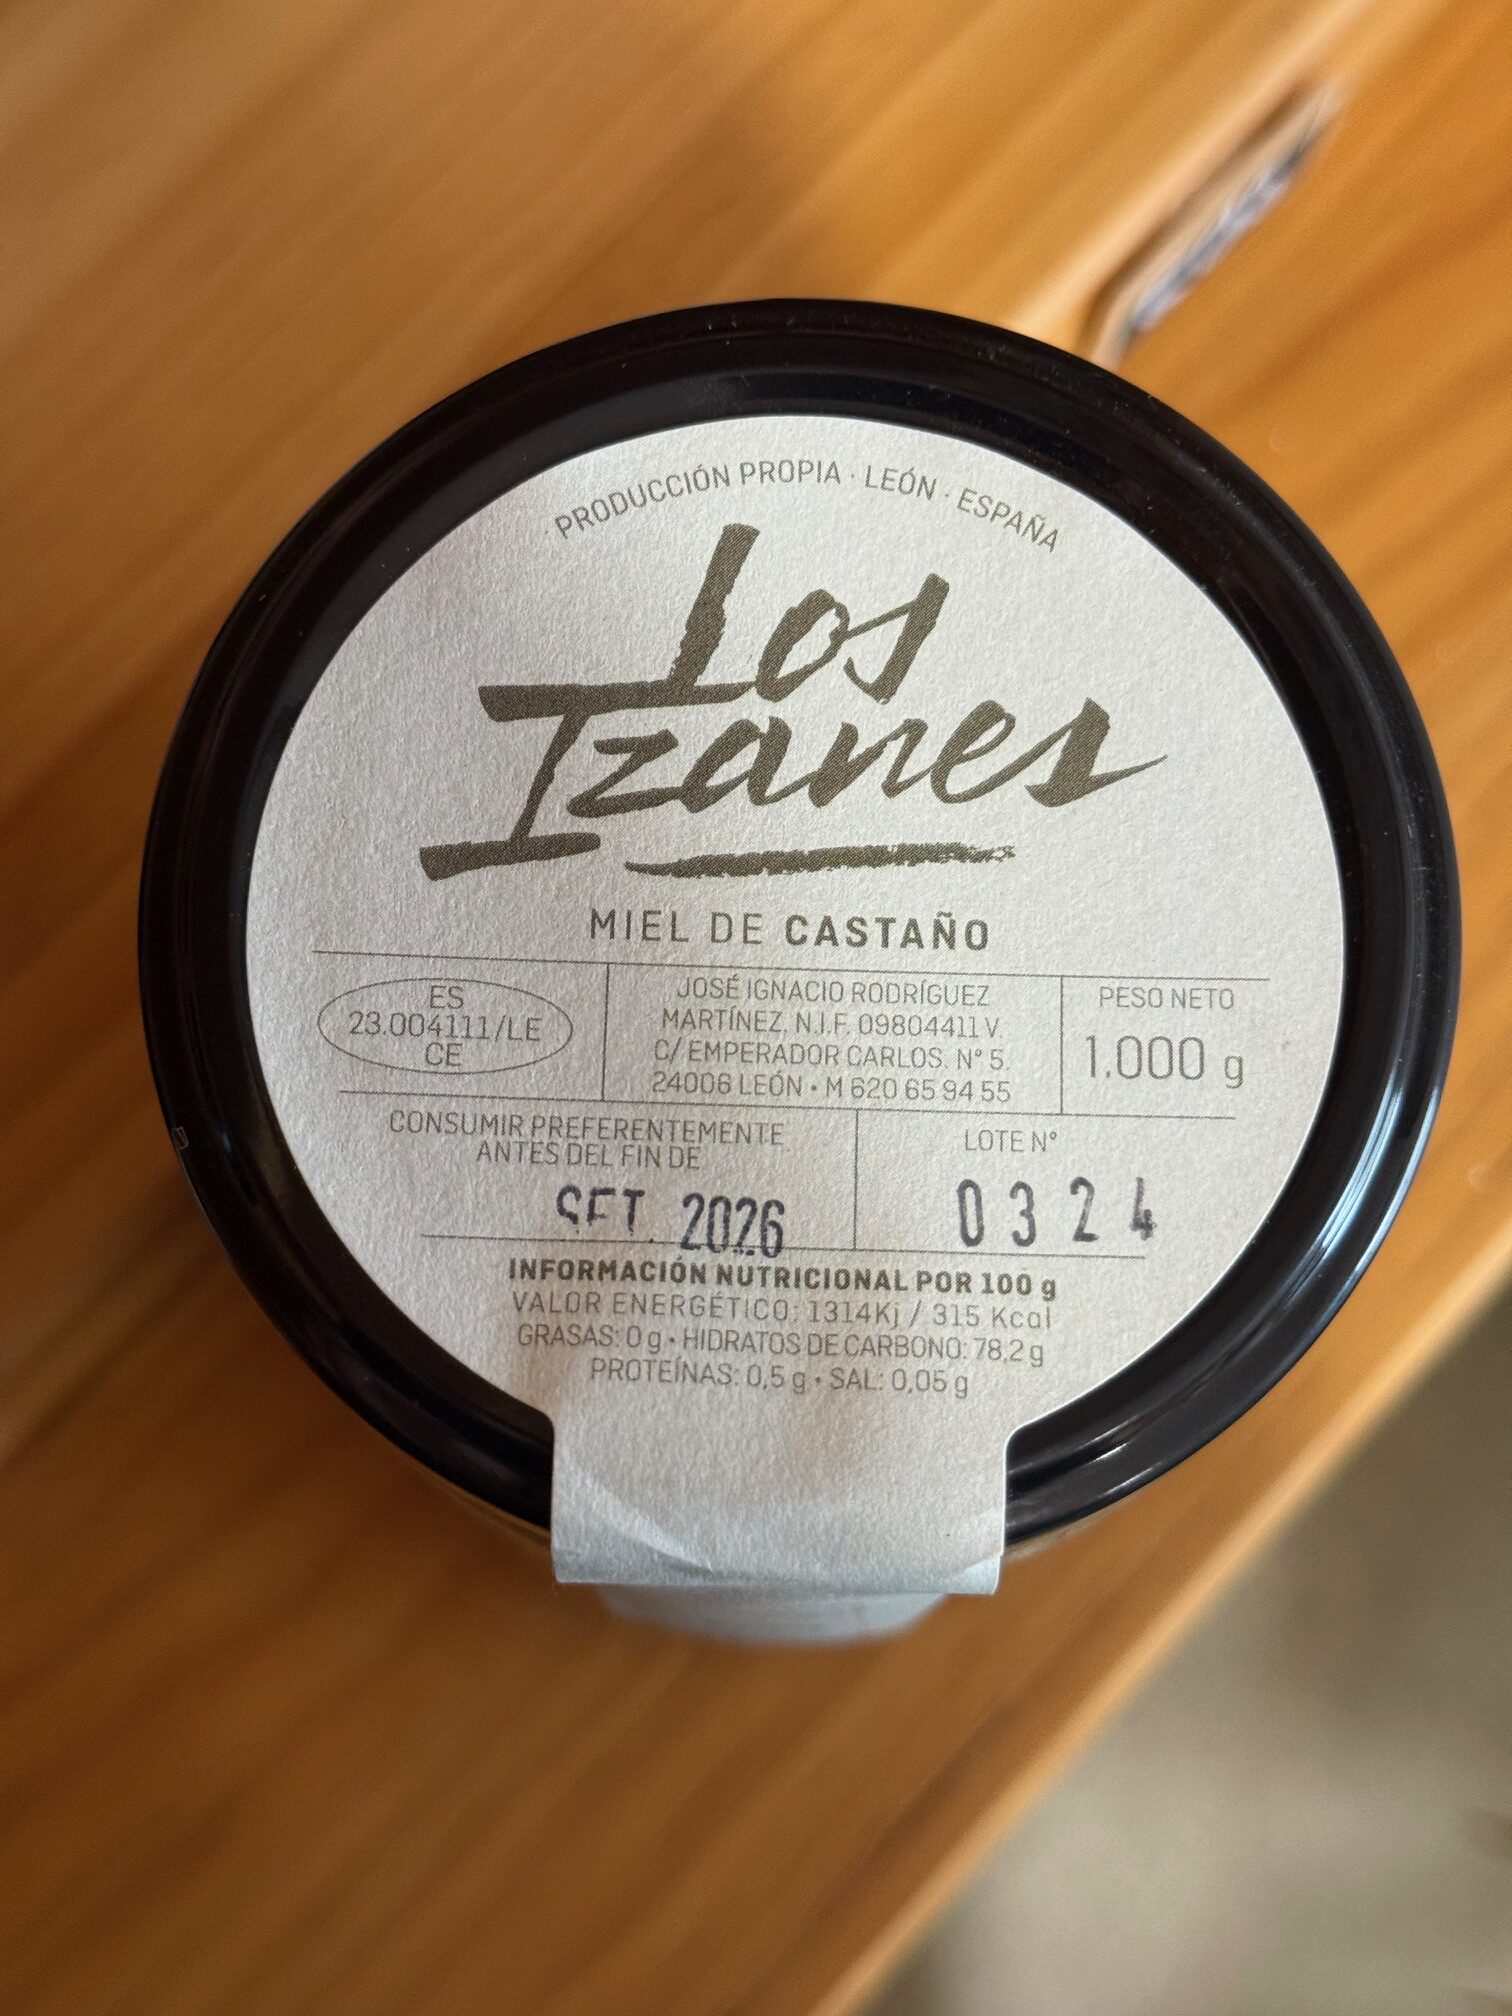 PRODUCCIÓN PROPIA · LEÓN · ESPAÑA
Los
Izanes
MIEL DE CASTAÑO
ES
23.004111/LE
CE
JOSÉ IGNACIO RODRÍGUEZ
MARTÍNEZ, N.I.F. 09804411 V.
C/ EMPERADOR CARLOS. Nº 5.
24006 LEÓN • M 620 65 94 55
PESO NETO
1.000 g
CONSUMIR PREFERENTEMENTE
ANTES DEL FIN DE
SET. 2026
LOTE Nº
0324
INFORMACIÓN NUTRICIONAL POR 100 g
VALOR ENERGÉTICO: 1314Kj / 315 Kcal
GRASAS: 0 g • HIDRATOS DE CARBONO: 78,2 g
PROTEÍNAS: 0,5 g • SAL: 0,05 g